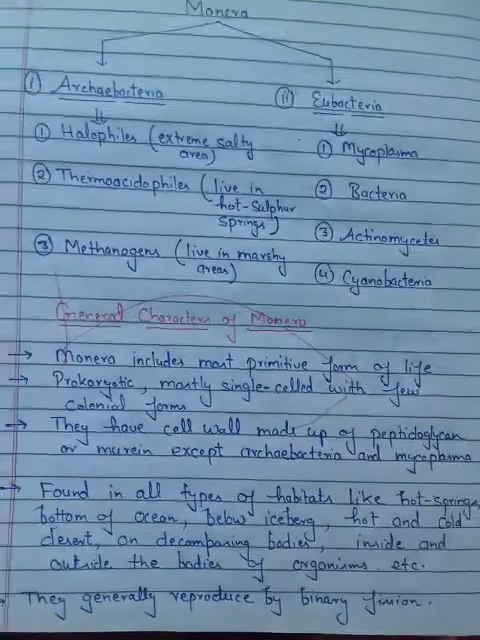 Monera
(i) Archaebacteria
(ii) Eubacteria
① Halophiles (extreme salty
area)
② Thermoacidophiles (live in
hot-Sulphur
Springs)
③ Methanogens (live in marshy
areas)
① Mycoplasma
② Bacteria
③ Actinomycetes
④ Cyanobacteria
General Characters of Monera
→ Monera includes most primitive form of life
→ Prokaryotic, mostly single-celled with few
colonial forms
→ They have cell wall made up of peptidoglycan
or murein except archaebacteria and mycoplasma
→ Found in all types of habitats like hot-springs,
bottom of ocean, below iceberg, hot and cold
desert, on decomposing bodies, inside and
outside the bodies of organisms etc.
→ They generally reproduce by binary fission.